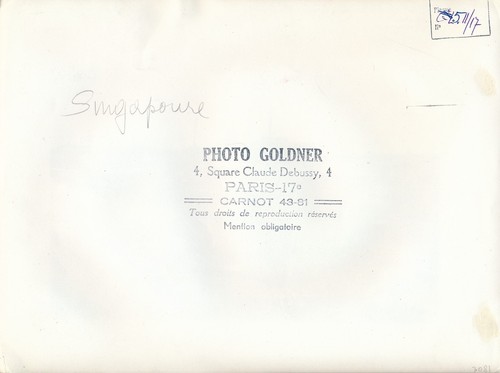 Singapoure
PHOTO GOLDNER
4, Square Claude Debussy, 4
PARIS-17e
CARNOT 43-81
Tous droits de reproduction réservés
Mention obligatoire